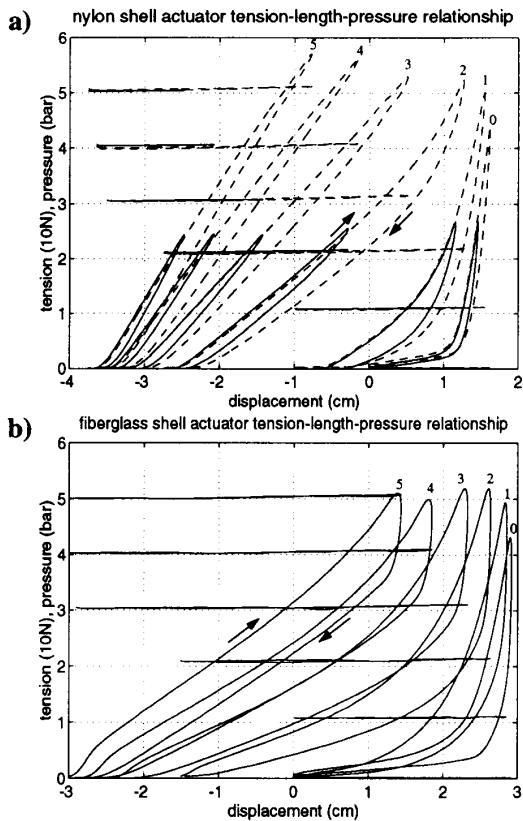 a) nylon shell actuator tension-length-pressure relationship
6
5
4
3
2
1
0
tension (10N), pressure (bar)
5 4 3 2 1 0
-4 -3 -2 -1 0 1 2
displacement (cm)
b) fiberglass shell actuator tension-length-pressure relationship
6
5
4
3
2
1
0
tension (10N), pressure (bar)
5 4 3 2 1 0
-3 -2 -1 0 1 2 3
displacement (cm)